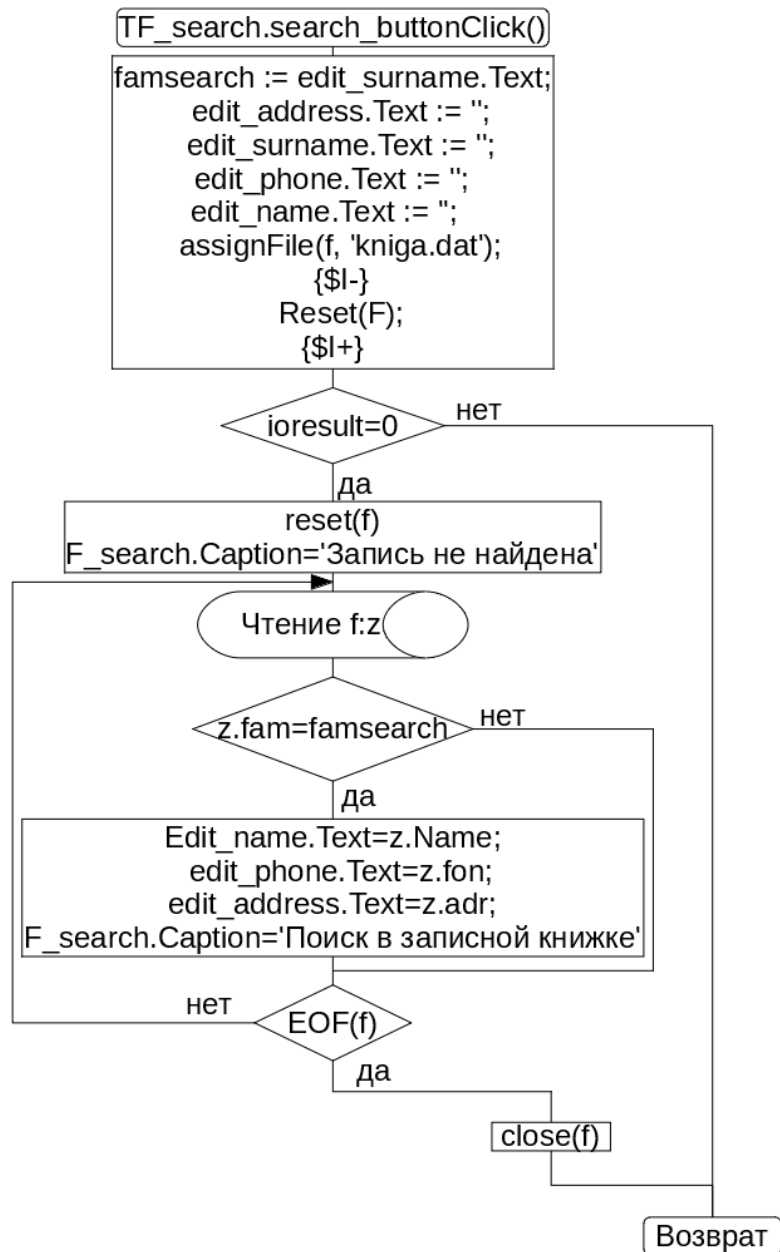 TF_search.search_buttonClick()
famsearch := edit_surname.Text;
edit_address.Text := '';
edit_surname.Text := '';
edit_phone.Text := '';
edit_name.Text := '';
assignFile(f, 'kniga.dat');
{$I-}
Reset(F);
{$I+}
ioresult=0
нет
да
reset(f)
F_search.Caption='Запись не найдена'
Чтение f:z
z.fam=famsearch
нет
да
Edit_name.Text=z.Name;
edit_phone.Text=z.fon;
edit_address.Text=z.adr;
F_search.Caption='Поиск в записной книжке'
нет
EOF(f)
да
close(f)
Возврат